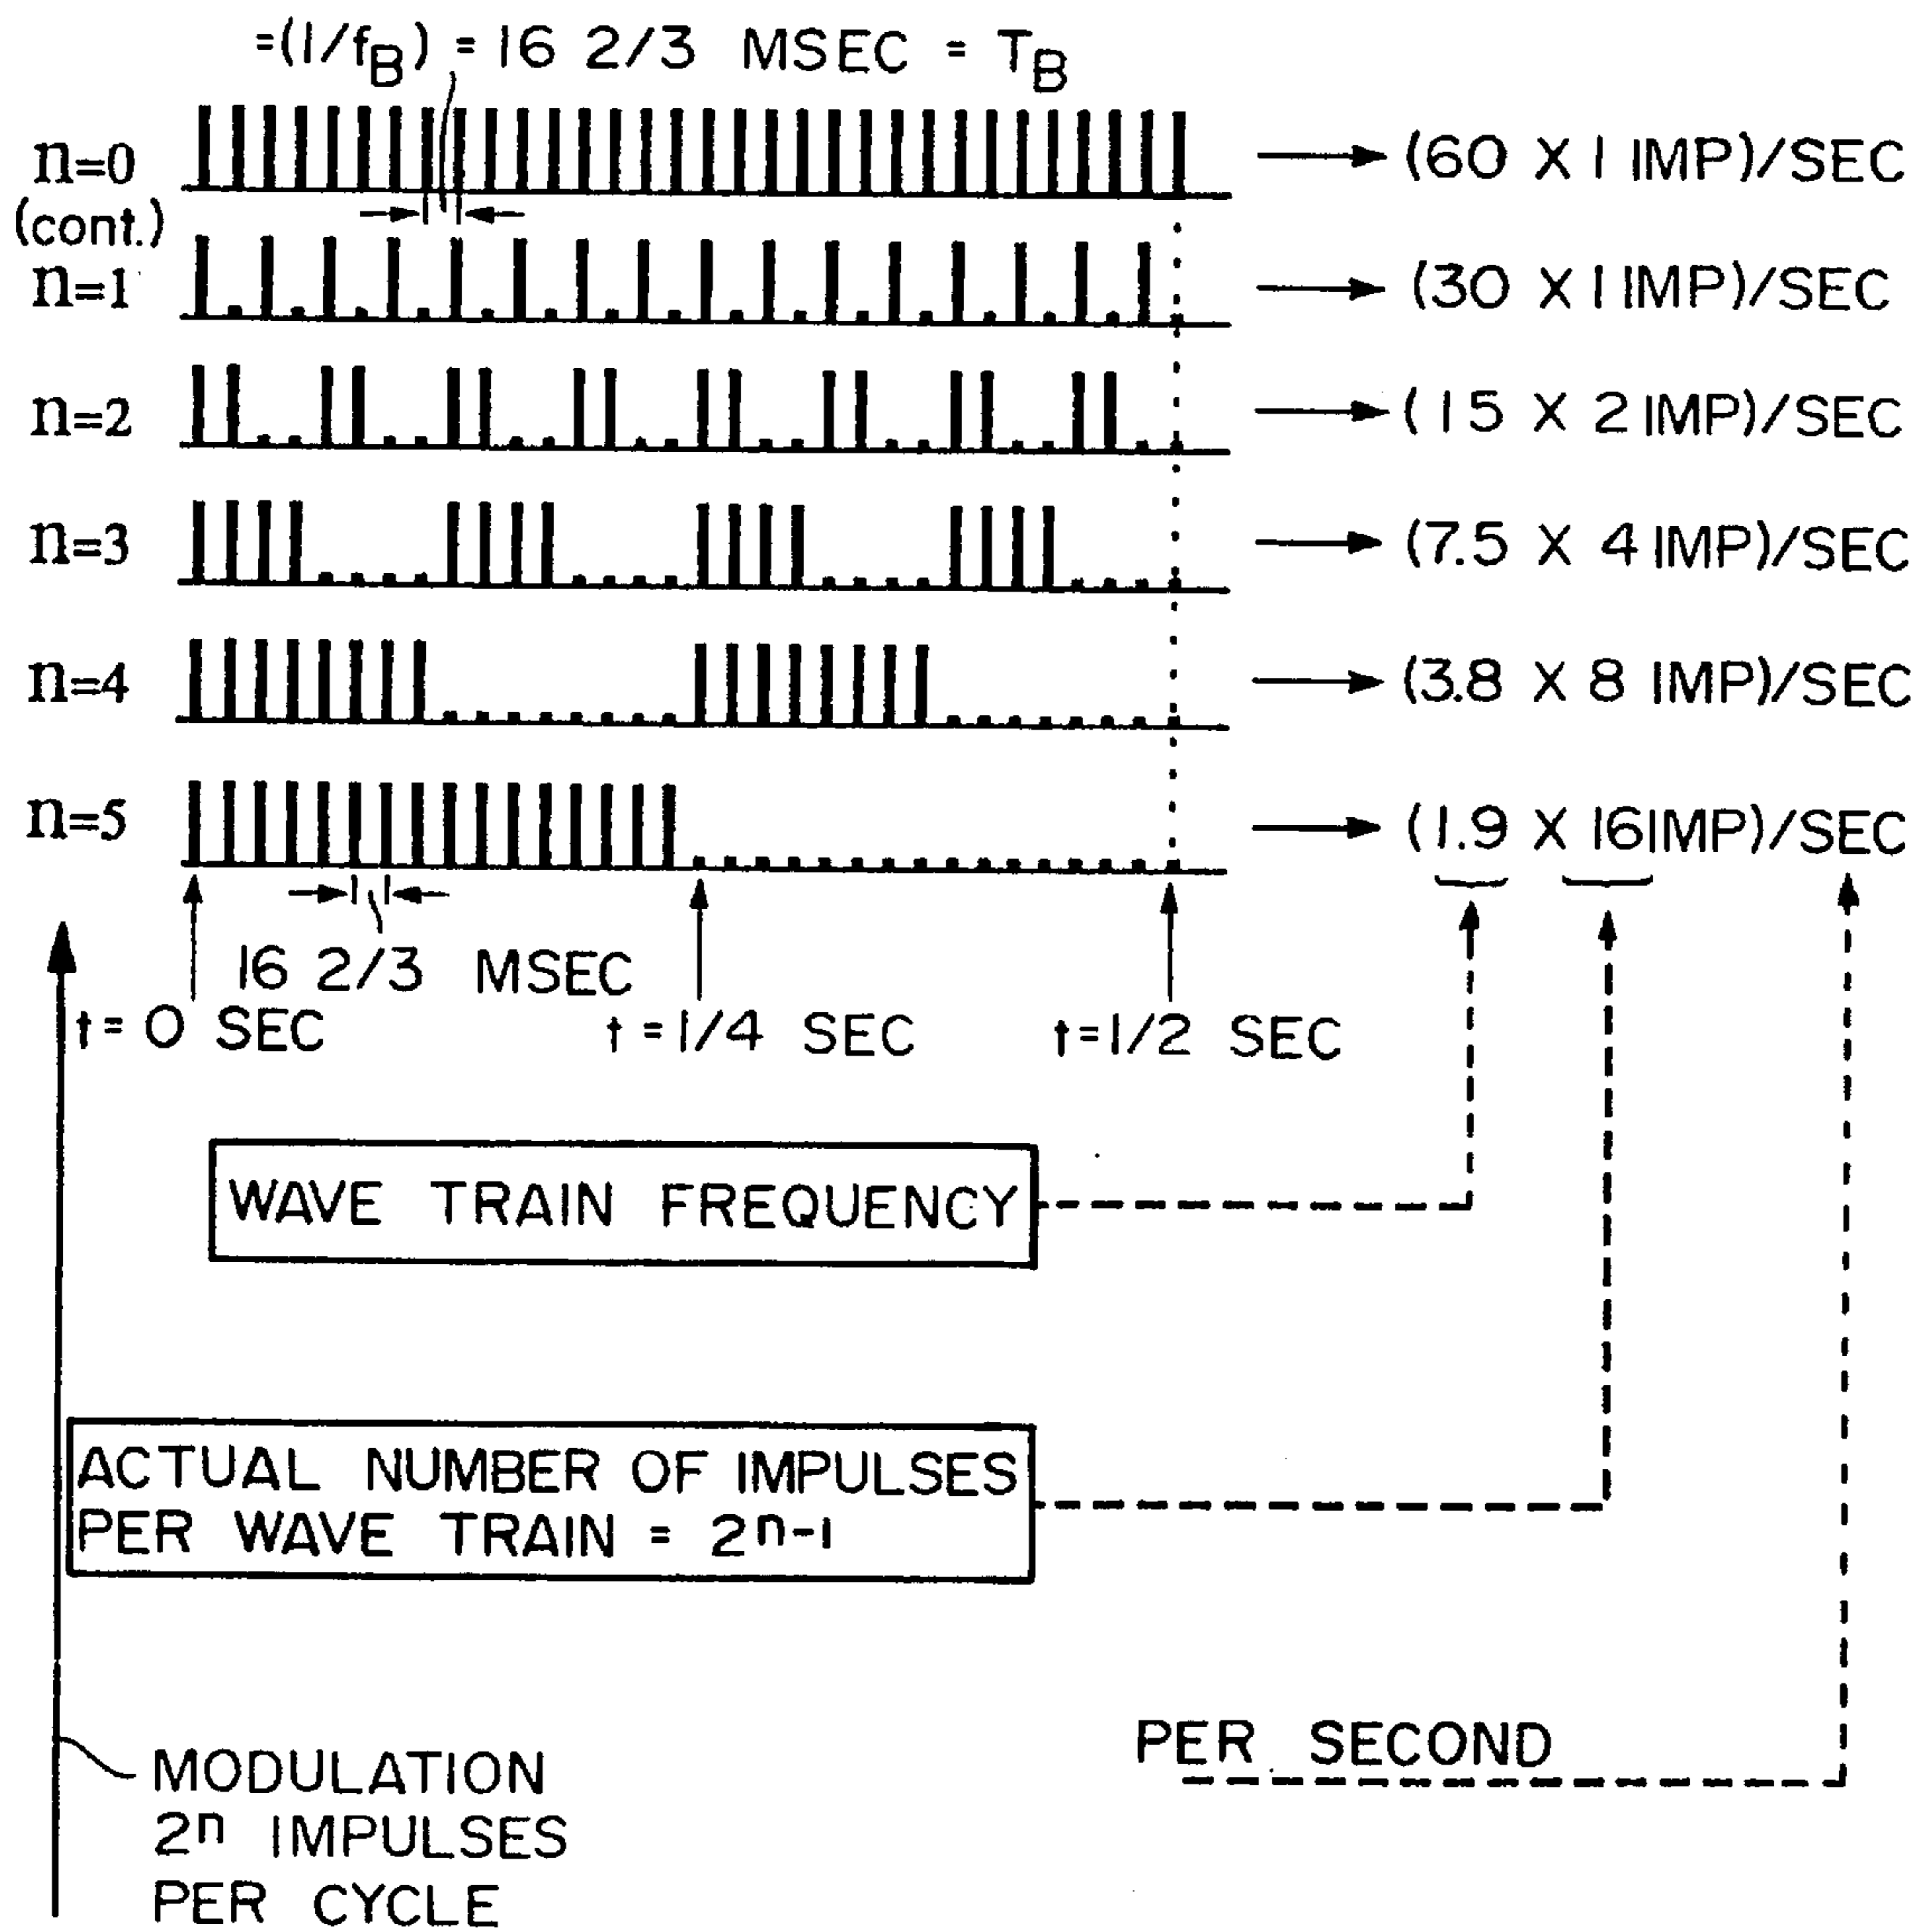 =(1/fB) = 16 2/3 MSEC = TB
n=0 (60 X 1 IMP)/SEC
(cont.)
n=1 (30 X 1 IMP)/SEC
n=2 (15 X 2 IMP)/SEC
n=3 (7.5 X 4 IMP)/SEC
n=4 (3.8 X 8 IMP)/SEC
n=5 (1.9 X 16 IMP)/SEC
16 2/3 MSEC
t=0 SEC t=1/4 SEC t=1/2 SEC
WAVE TRAIN FREQUENCY
ACTUAL NUMBER OF IMPULSES
PER WAVE TRAIN = 2ⁿ⁻¹
PER SECOND
MODULATION
2ⁿ IMPULSES
PER CYCLE